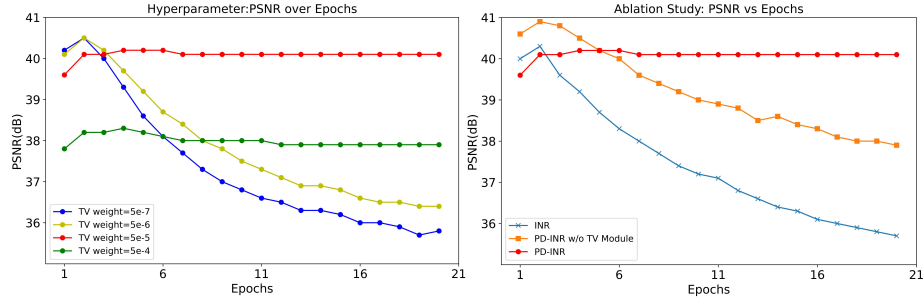 Hyperparameter:PSNR over Epochs
41
40
39
38
37
36
PSNR(dB)
TV weight=5e-7
TV weight=5e-6
TV weight=5e-5
TV weight=5e-4
1
6
11
16
21
Epochs
Ablation Study: PSNR vs Epochs
41
40
39
38
37
36
PSNR(dB)
INR
PD-INR w/o TV Module
PD-INR
1
6
11
16
21
Epochs